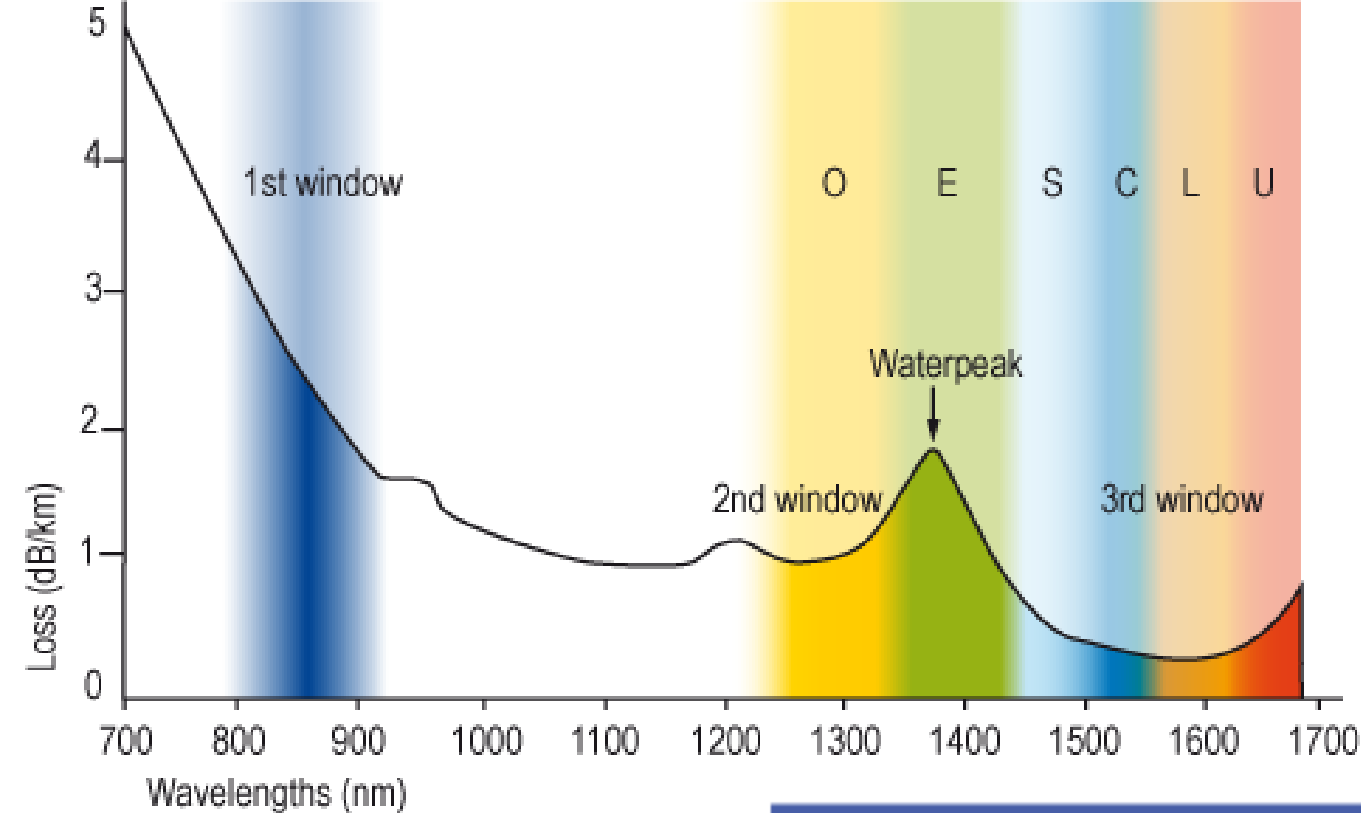 5
4
1st window
O E S C L U
3
Waterpeak
2
2nd window
3rd window
1
Loss (dB/km)
0
700 800 900 1000 1100 1200 1300 1400 1500 1600 1700
Wavelengths (nm)